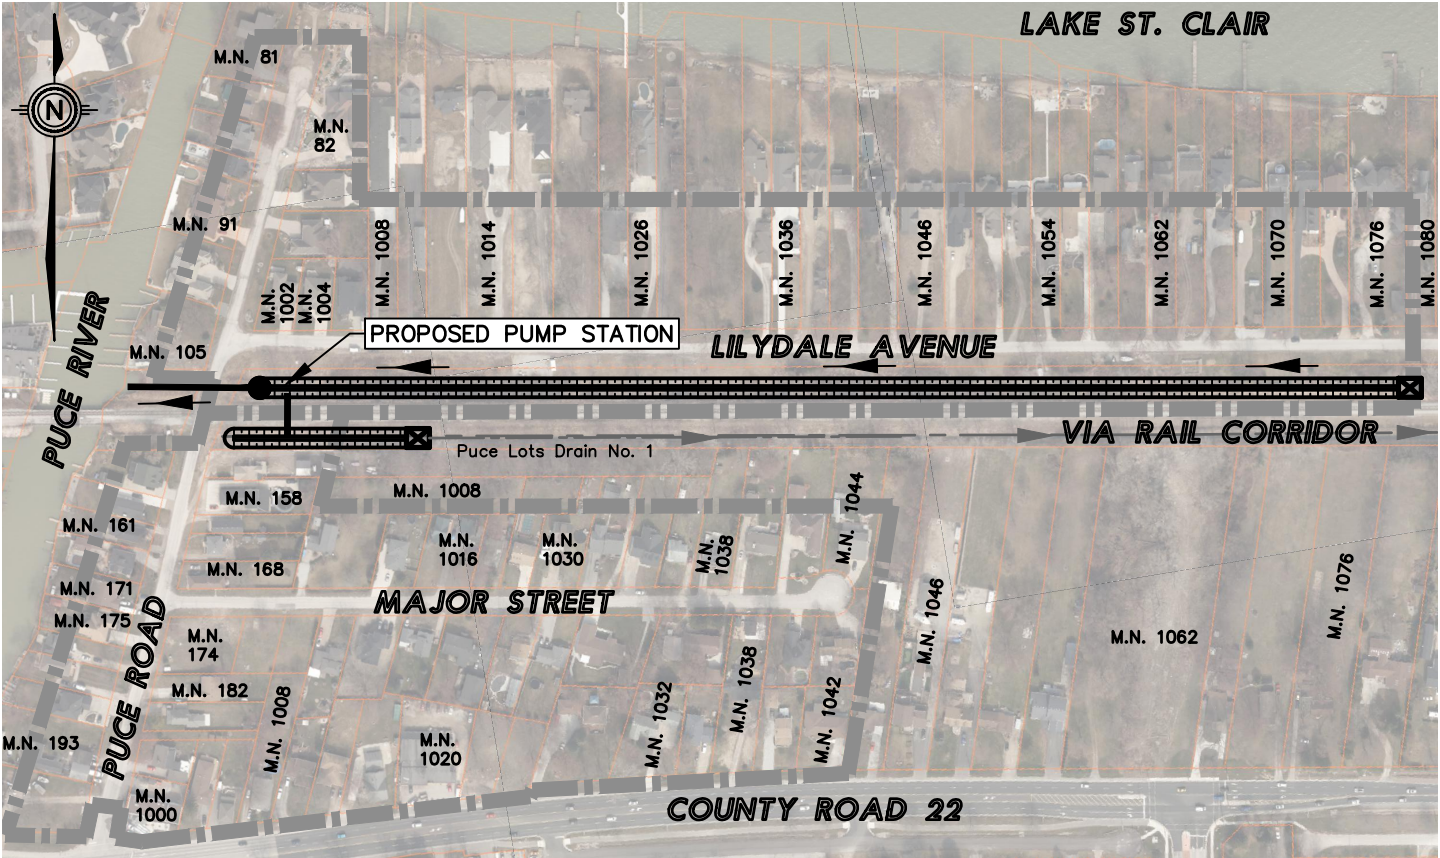 LAKE ST. CLAIR
M.N. 81
N
M.N.
82
M.N. 91
M.N. 1008
M.N. 1014
M.N. 1026
M.N. 1036
M.N. 1046
M.N. 1054
M.N. 1062
M.N. 1070
M.N. 1076
M.N. 1080
M.N.
1002
M.N.
1004
PROPOSED PUMP STATION
LILYDALE AVENUE
M.N. 105
PUCE RIVER
VIA RAIL CORRIDOR
Puce Lots Drain No. 1
M.N. 158
M.N. 1008
M.N. 1044
M.N. 161
M.N.
1016
M.N.
1030
M.N.
1038
M.N. 168
M.N. 171
M.N. 175
MAJOR STREET
M.N. 1046
M.N. 1062
M.N. 1076
PUCE ROAD
M.N.
174
M.N. 182
M.N. 1008
M.N. 1032
M.N. 1038
M.N. 1042
M.N. 193
M.N.
1020
M.N.
1000
COUNTY ROAD 22